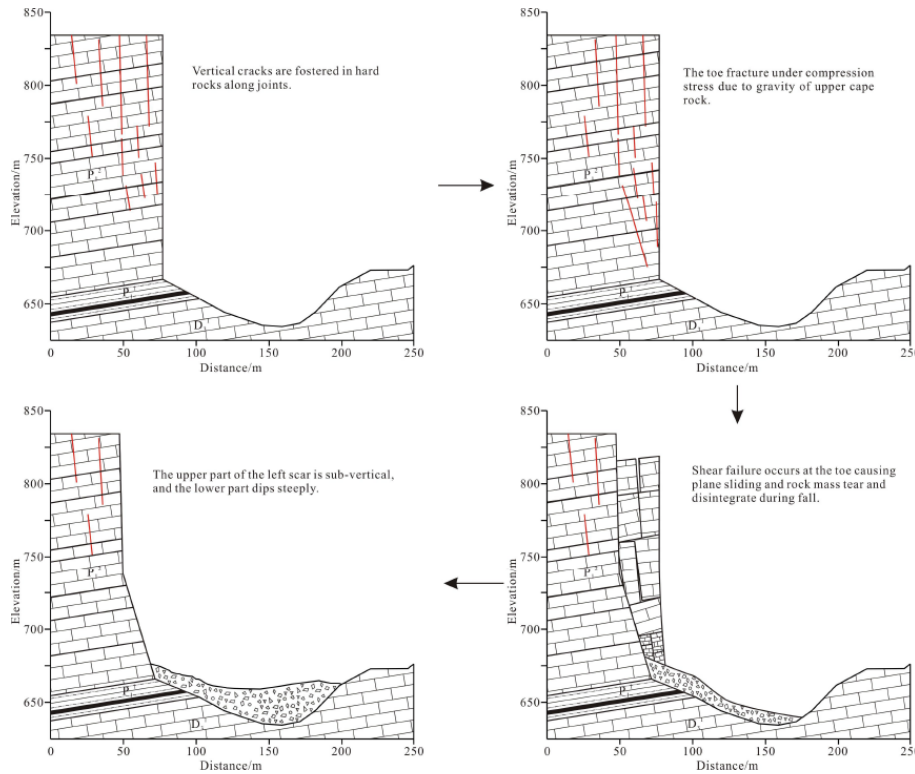 850
800
750
700
650
Elevation/m
0
50
100
150
200
250
Distance/m
Vertical cracks are fostered in hard
rocks along joints.
P₁
D₃
850
800
750
700
650
Elevation/m
0
50
100
150
200
250
Distance/m
The toe fracture under compression
stress due to gravity of upper cape
rock.
P₁
D₃
850
800
750
700
650
Elevation/m
0
50
100
150
200
250
Distance/m
The upper part of the left scar is sub-vertical,
and the lower part dips steeply.
850
800
750
700
650
Elevation/m
0
50
100
150
200
250
Distance/m
Shear failure occurs at the toe causing
plane sliding and rock mass tear and
disintegrate during fall.